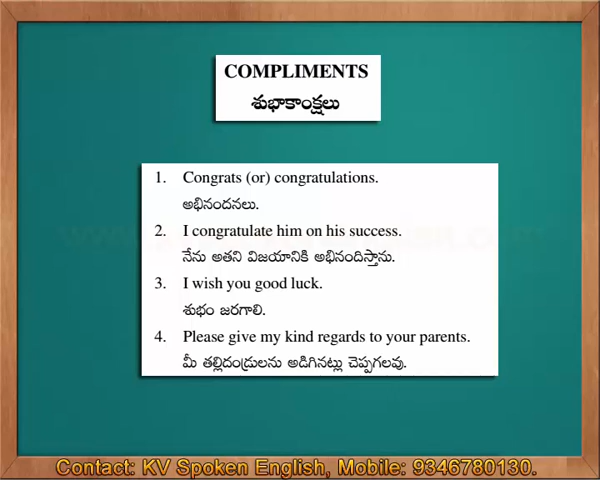 COMPLIMENTS
శుభాకాంక్షలు
1. Congrats (or) congratulations.
అభినందనలు.
2. I congratulate him on his success.
నేను అతని విజయానికి అభినందిస్తాను.
3. I wish you good luck.
శుభం జరగాలి.
4. Please give my kind regards to your parents.
మీ తల్లిదండ్రులను అడిగినట్లు చెప్పగలవు.
Contact: KV Spoken English, Mobile: 9346780130.